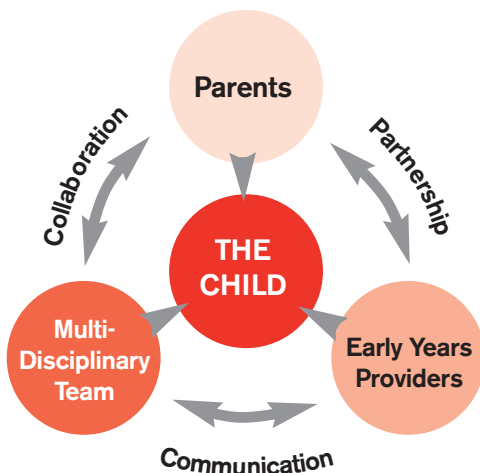 Parents
Collaboration
Partnership
THE
CHILD
Multi-
Disciplinary
Team
Early Years
Providers
Communication